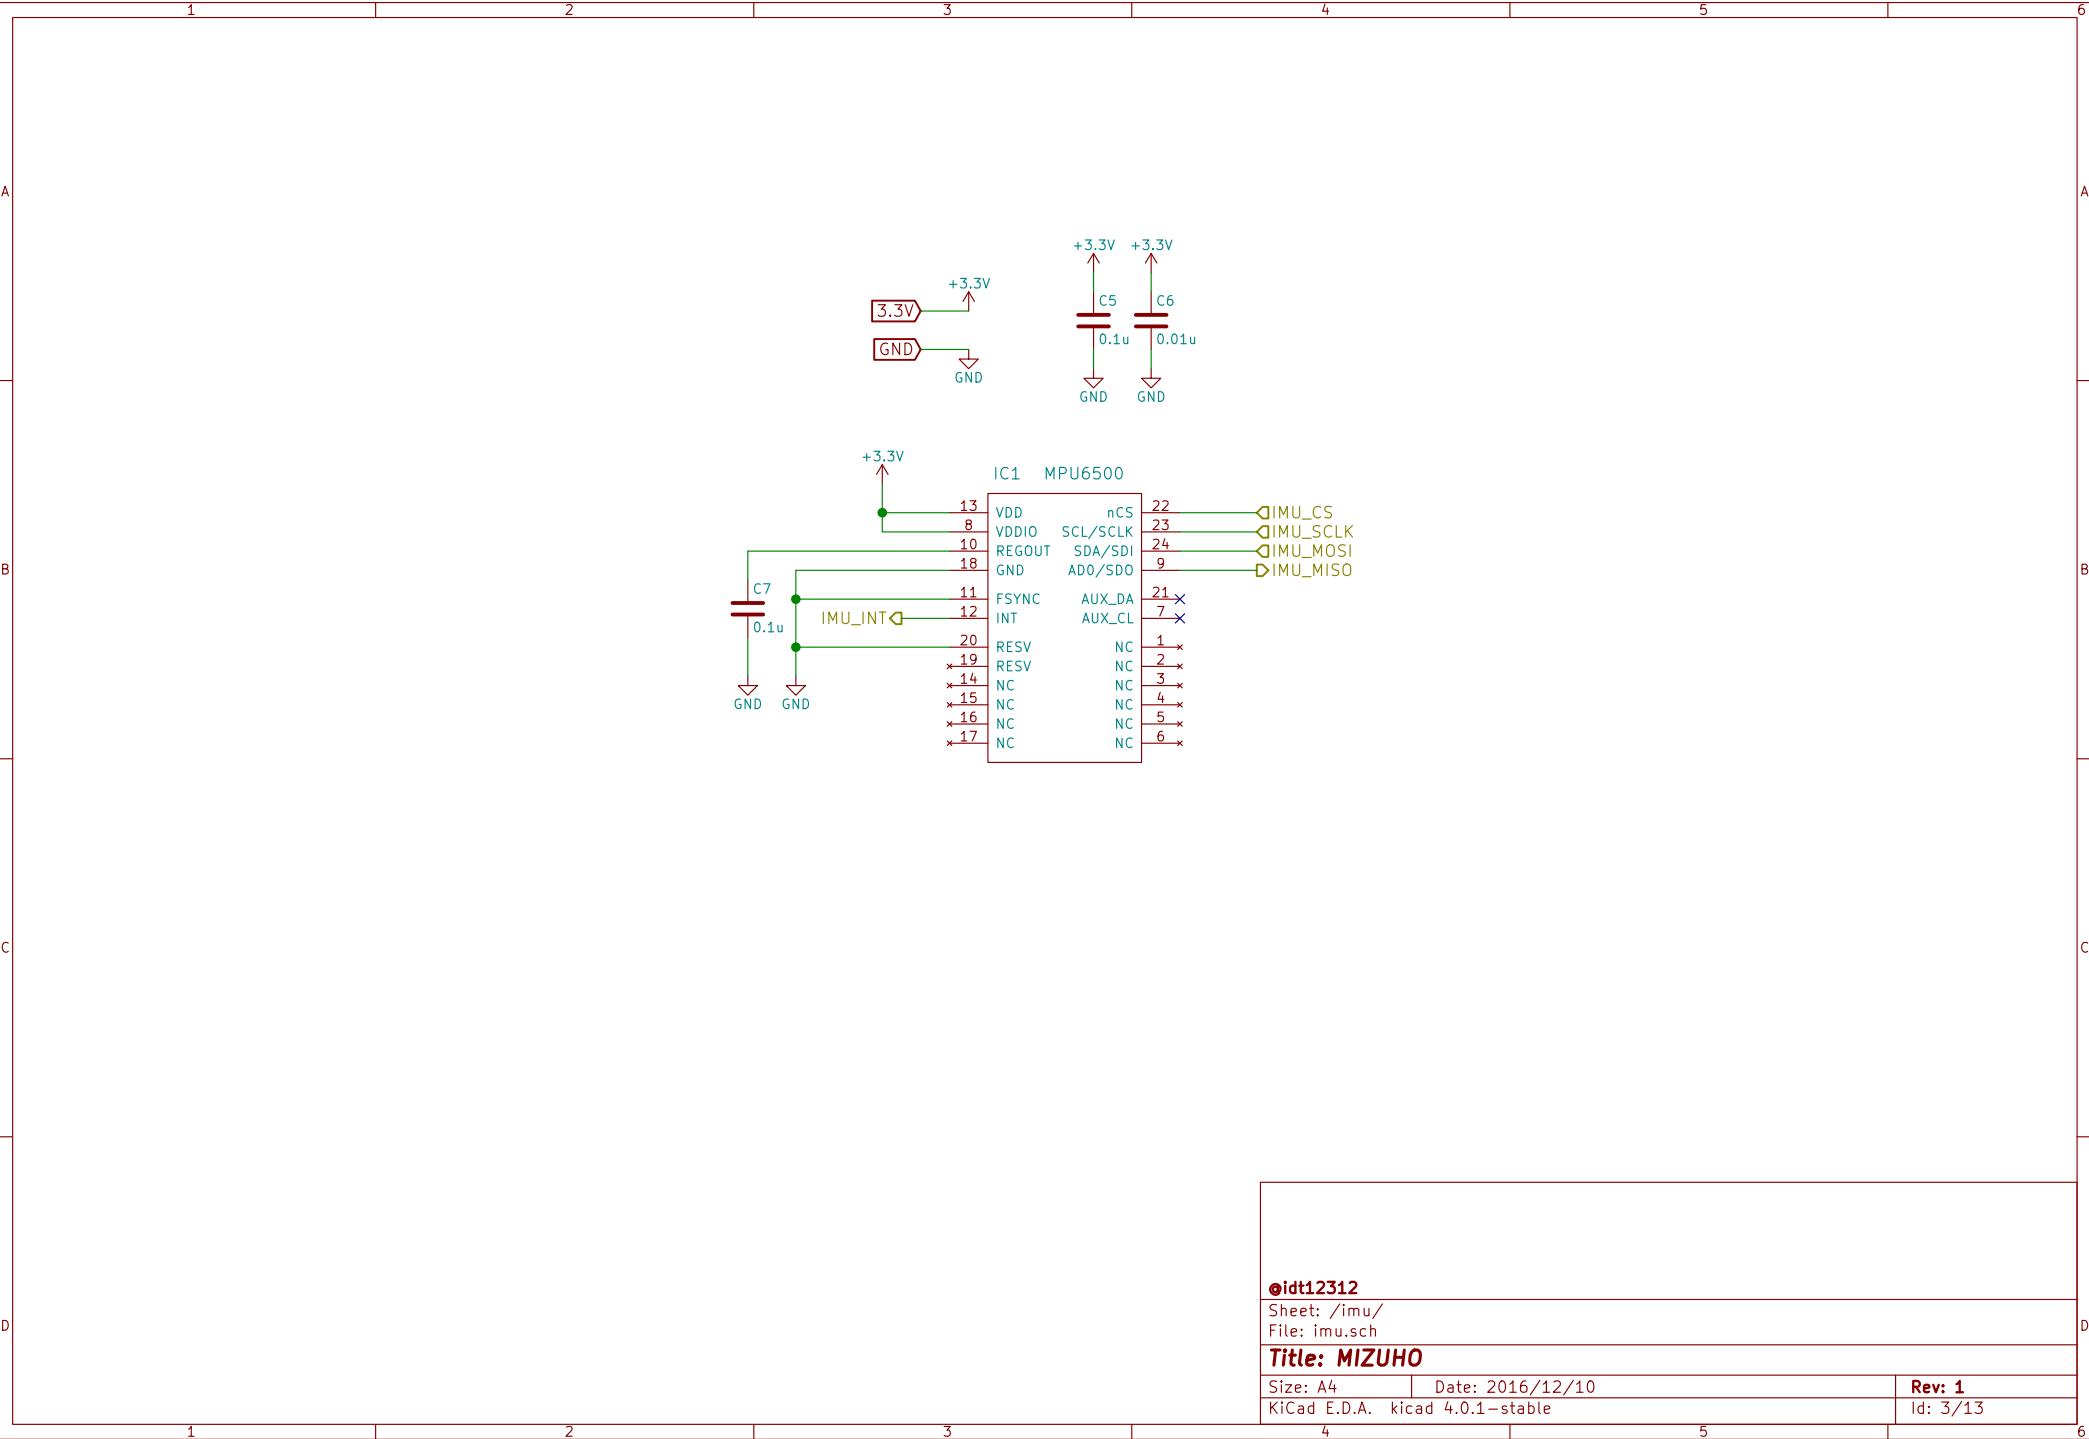 1 2 3 4 5 6
A A
+3.3V +3.3V
+3.3V
3.3V
C5 C6
0.1u 0.01u
GND
GND
GND GND
+3.3V
IC1 MPU6500
13 VDD nCS 22 IMU_CS
8 VDDIO SCL/SCLK 23 IMU_SCLK
10 REGOUT SDA/SDI 24 IMU_MOSI
B 18 GND AD0/SDO 9 IMU_MISO B
C7
11 FSYNC AUX_DA 21
IMU_INT 12 INT AUX_CL 7
0.1u
20 RESV NC 1
19 RESV NC 2
14 NC NC 3
15 NC NC 4
GND GND
16 NC NC 5
17 NC NC 6
C C
@idt12312
Sheet: /imu/
D D
File: imu.sch
Title: MIZUHO
Size: A4 Date: 2016/12/10 Rev: 1
KiCad E.D.A. kicad 4.0.1-stable Id: 3/13
1 2 3 4 5 6